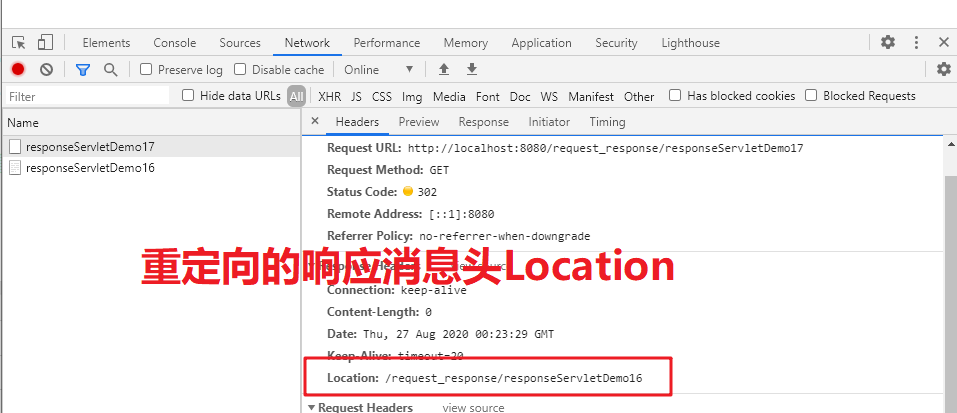 Elements Console Sources Network Performance Memory Application Security Lighthouse
Preserve log Disable cache Online
Filter Hide data URLs All XHR JS CSS Img Media Font Doc WS Manifest Other Has blocked cookies Blocked Requests
Name
responseServletDemo17
responseServletDemo16
× Headers Preview Response Initiator Timing
Request URL: http://localhost:8080/request_response/responseServletDemo17
Request Method: GET
Status Code: 302
Remote Address: [::1]:8080
Referrer Policy: no-referrer-when-downgrade
重定向的响应消息头Location
Response Headers view source
Connection: keep-alive
Content-Length: 0
Date: Thu, 27 Aug 2020 00:23:29 GMT
Keep-Alive: timeout=20
Location: /request_response/responseServletDemo16
Request Headers view source